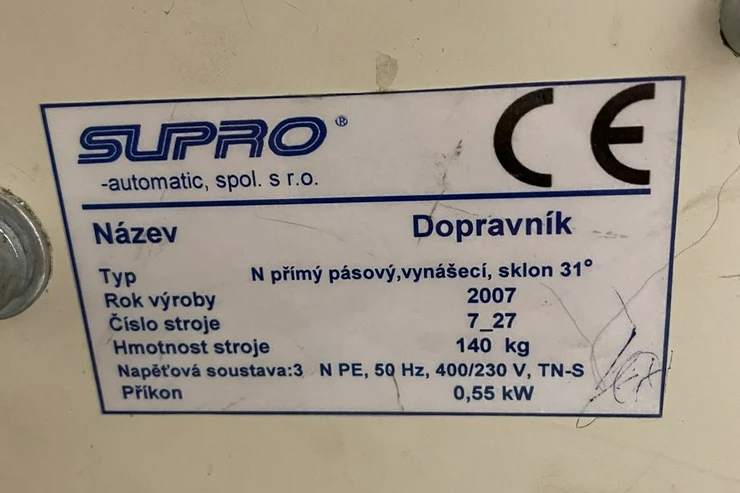 SUPRO®
-automatic, spol. s r.o.
CE
Název Dopravník
Typ N přímý pásový,vynášecí, sklon 31°
Rok výroby 2007
Číslo stroje 7_27
Hmotnost stroje 140 kg
Napěťová soustava:3 N PE, 50 Hz, 400/230 V, TN-S
Příkon 0,55 kW